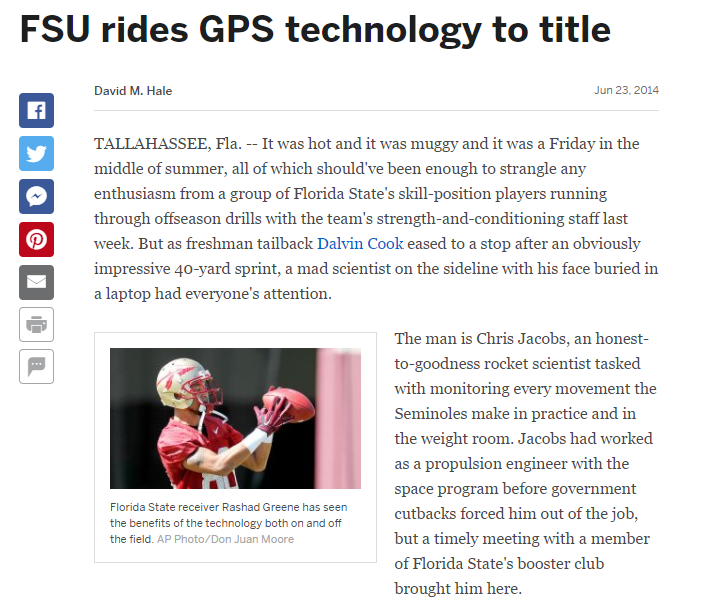 FSU rides GPS technology to title
David M. Hale
Jun 23, 2014
TALLAHASSEE, Fla. -- It was hot and it was muggy and it was a Friday in the
middle of summer, all of which should've been enough to strangle any
enthusiasm from a group of Florida State's skill-position players running
through offseason drills with the team's strength-and-conditioning staff last
week. But as freshman tailback Dalvin Cook eased to a stop after an obviously
impressive 40-yard sprint, a mad scientist on the sideline with his face buried in
a laptop had everyone's attention.
Florida State receiver Rashad Greene has seen
the benefits of the technology both on and off
the field. AP Photo/Don Juan Moore
The man is Chris Jacobs, an honest-
to-goodness rocket scientist tasked
with monitoring every movement the
Seminoles make in practice and in
the weight room. Jacobs had worked
as a propulsion engineer with the
space program before government
cutbacks forced him out of the job,
but a timely meeting with a member
of Florida State's booster club
brought him here.